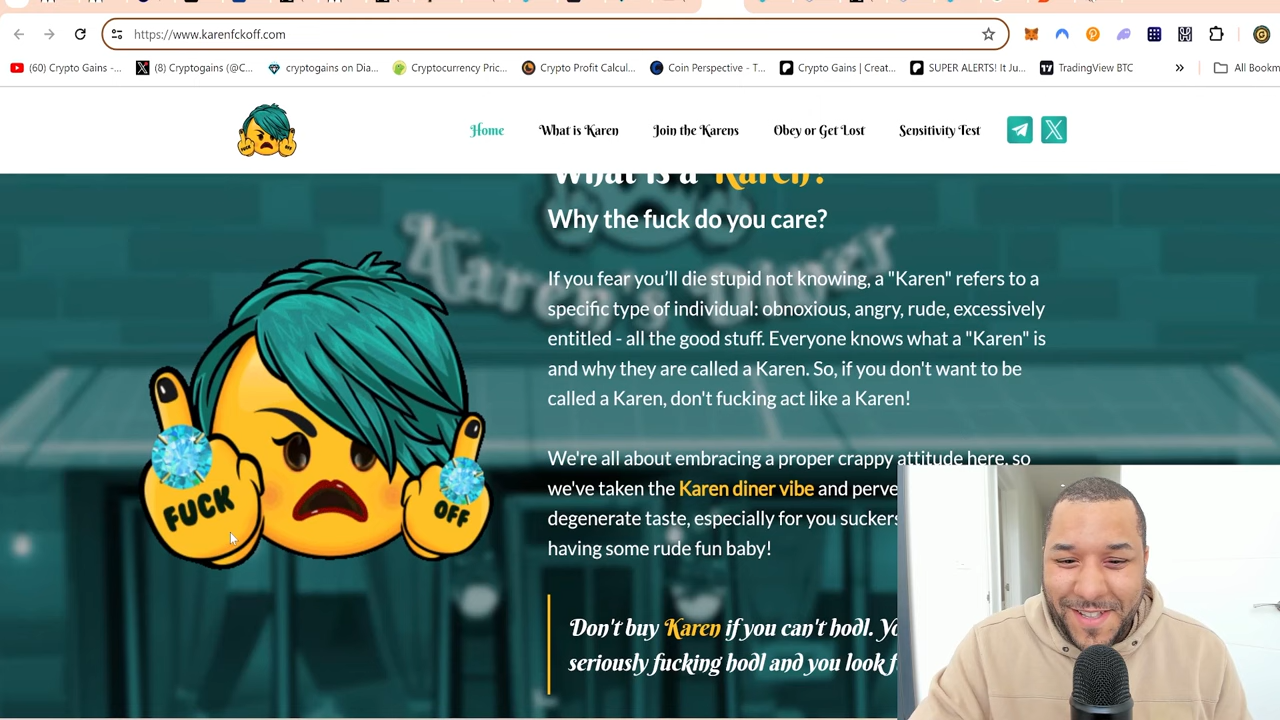 https://www.karenfckoff.com
(60) Crypto Gains -...
(8) Cryptogains (@C...
cryptogains on Dia...
Cryptocurrency Pric...
Crypto Profit Calcul...
Coin Perspective - T...
Crypto Gains | Creat...
SUPER ALERTS! It Ju...
TradingView BTC
»
All Bookm
Home
What is Karen
Join the Karens
Obey or Get Lost
Sensitivity Test
What is a Karen?
Why the fuck do you care?
If you fear you’ll die stupid not knowing, a "Karen" refers to a
specific type of individual: obnoxious, angry, rude, excessively
entitled - all the good stuff. Everyone knows what a "Karen" is
and why they are called a Karen. So, if you don't want to be
called a Karen, don't fucking act like a Karen!
We're all about embracing a proper crappy attitude here, so
we've taken the Karen diner vibe and perve
degenerate taste, especially for you suckers
having some rude fun baby!
Don't buy Karen if you can't hodl. Yo
seriously fucking hodl and you look f
FUCK
OFF